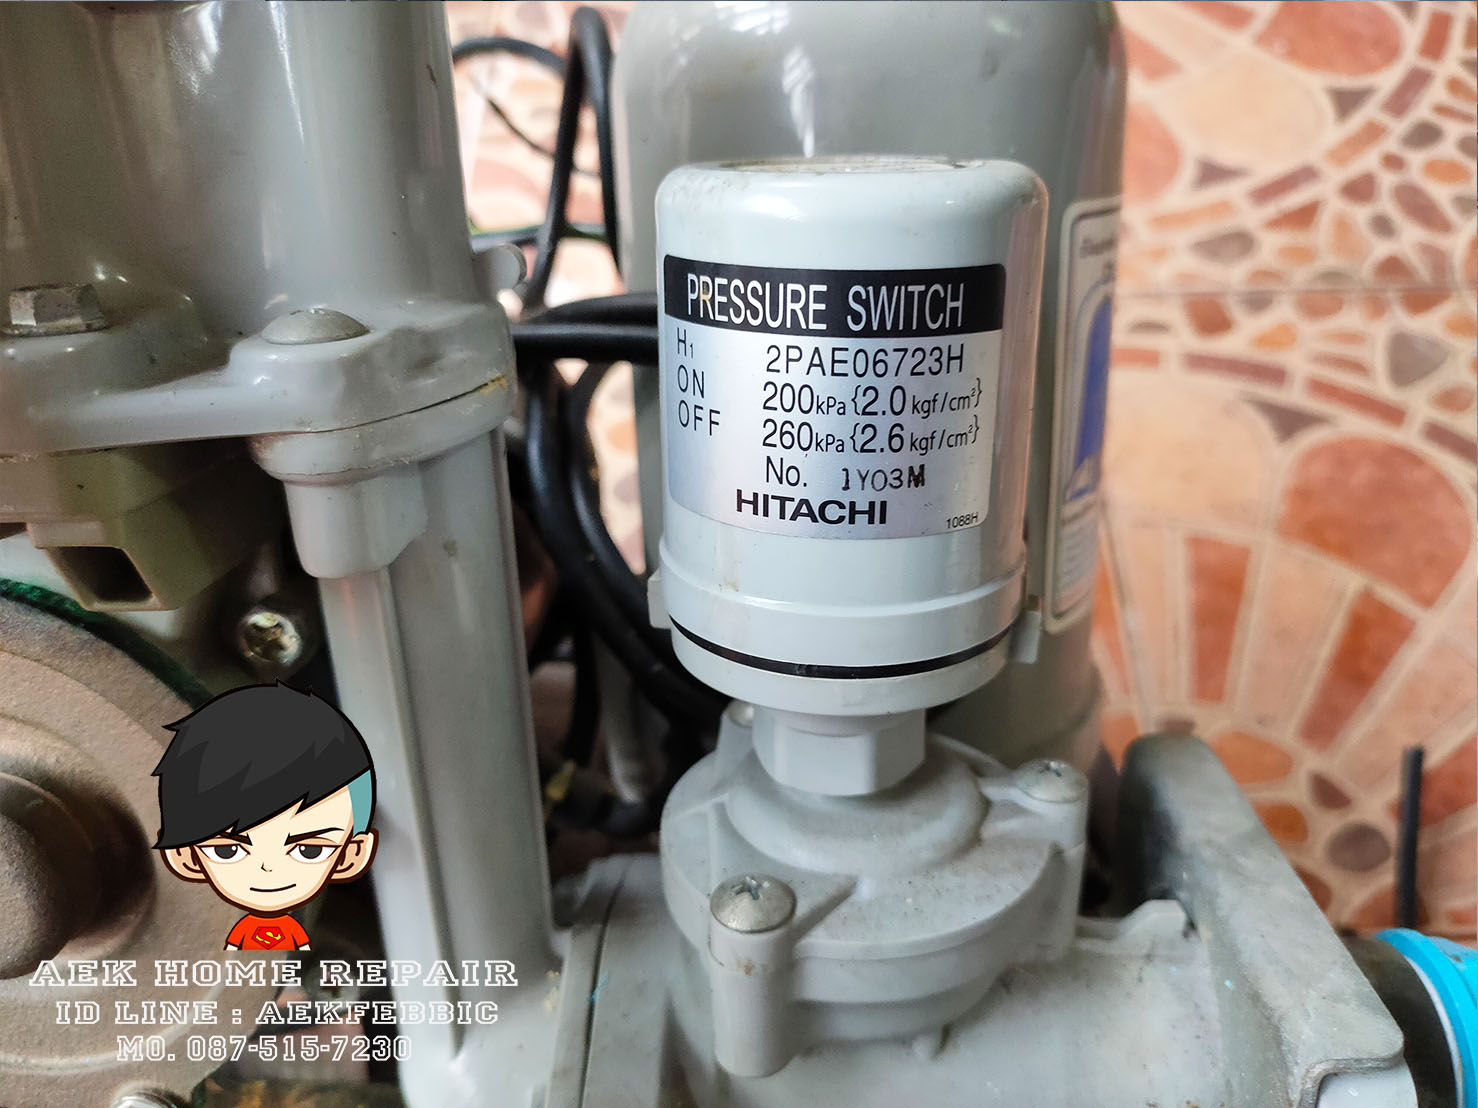 PRESSURE SWITCH
H1 2PAE06723H
ON 200kPa{2.0 kgf/cm²}
OFF 260kPa{2.6 kgf/cm²}
No. 1Y03M
HITACHI
1088H
AEK HOME REPAIR
ID LINE : AEKFEBBIC
MO. 087-515-7230